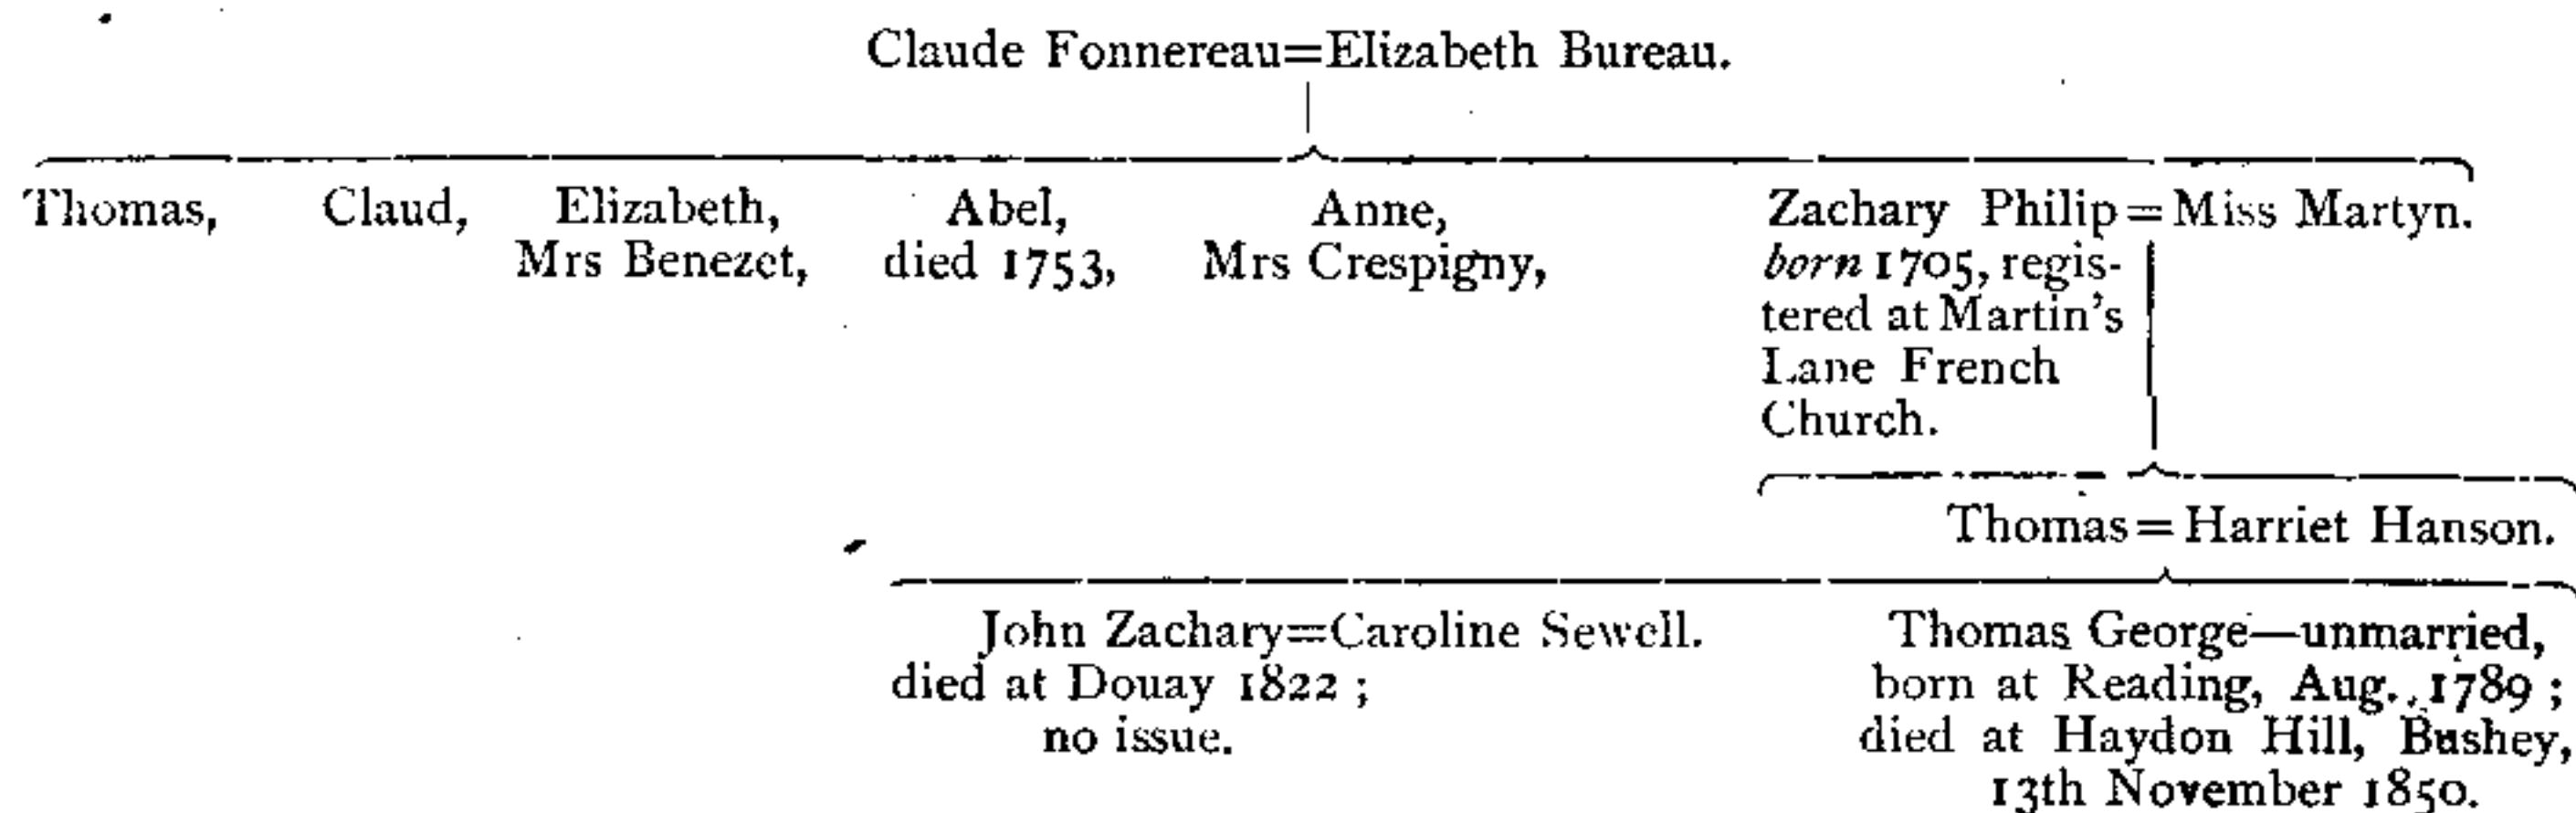 Claude Fonnereau=Elizabeth Bureau.
Thomas, Claud, Elizabeth, Abel, Anne, Zachary Philip=Miss Martyn.
Mrs Benezet, died 1753, Mrs Crespigny, born 1705, regis-
tered at Martin's
Lane French
Church.
Thomas=Harriet Hanson.
John Zachary=Caroline Sewell. Thomas George—unmarried,
died at Douay 1822 ; born at Reading, Aug. 1789 ;
no issue. died at Haydon Hill, Bushey,
13th November 1850.